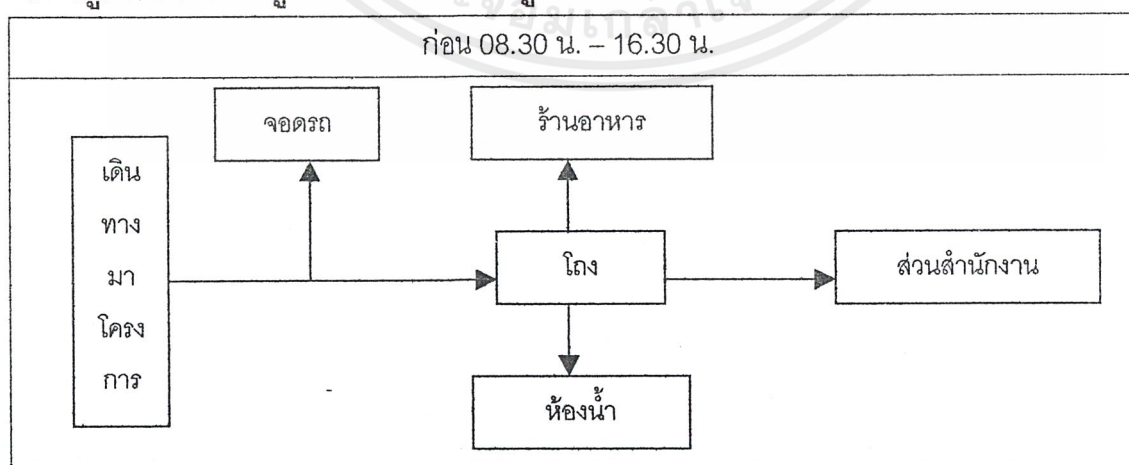 ก่อน 08.30 น. – 16.30 น.
จอดรถ
ร้านอาหาร
เดิน
ทาง
มา
โครง
การ
โถง
ส่วนสำนักงาน
ห้องน้ำ